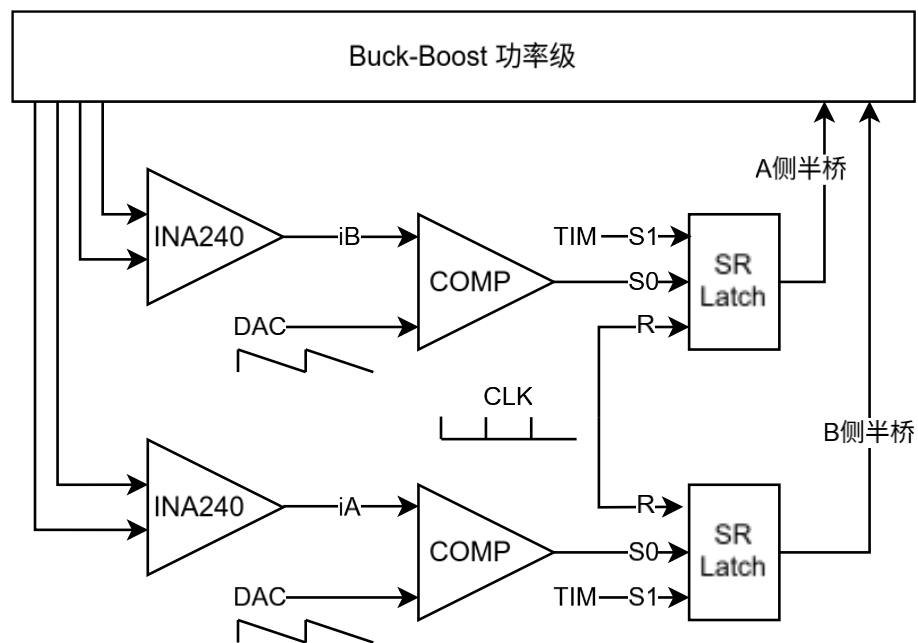 Buck-Boost 功率级
A侧半桥
INA240
iB
COMP
TIM
S1
S0
R
SR
Latch
DAC
CLK
B侧半桥
INA240
iA
COMP
R
S0
TIM
S1
SR
Latch
DAC